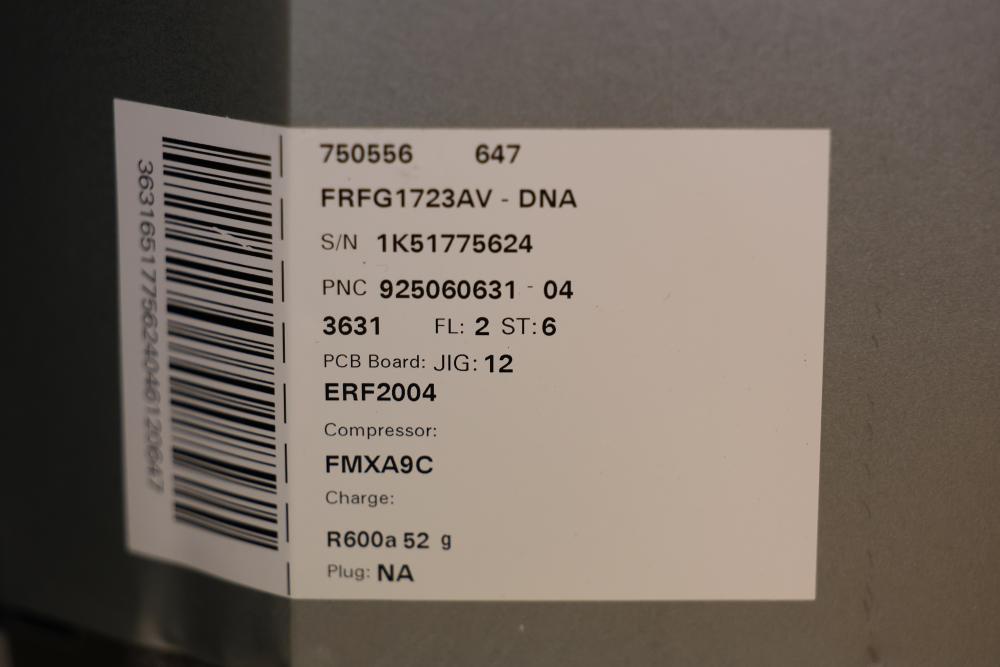 750556 647
FRFG1723AV - DNA
S/N 1K51775624
PNC 925060631 - 04
3631 FL: 2 ST:6
PCB Board: JIG: 12
ERF2004
Compressor:
FMXA9C
Charge:
R600a 52 g
Plug: NA